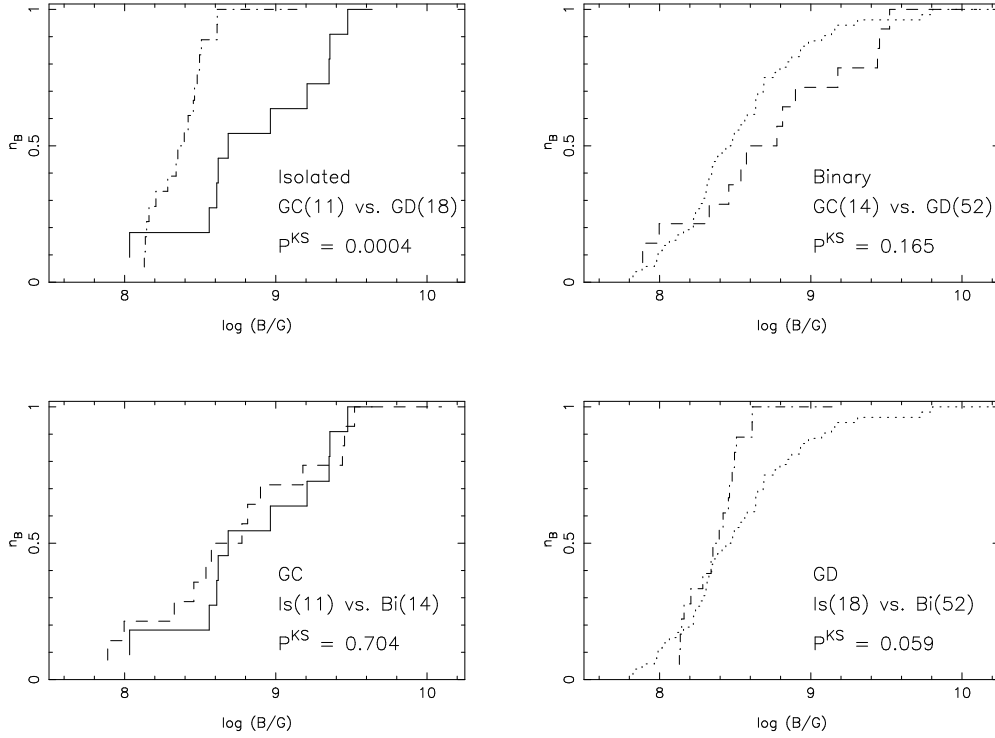 1
0.5
0
n_B
Isolated
GC(11) vs. GD(18)
P^KS = 0.0004
8
9
10
log (B/G)
1
0.5
0
n_B
Binary
GC(14) vs. GD(52)
P^KS = 0.165
8
9
10
log (B/G)
1
0.5
0
n_B
GC
Is(11) vs. Bi(14)
P^KS = 0.704
8
9
10
log (B/G)
1
0.5
0
n_B
GD
Is(18) vs. Bi(52)
P^KS = 0.059
8
9
10
log (B/G)